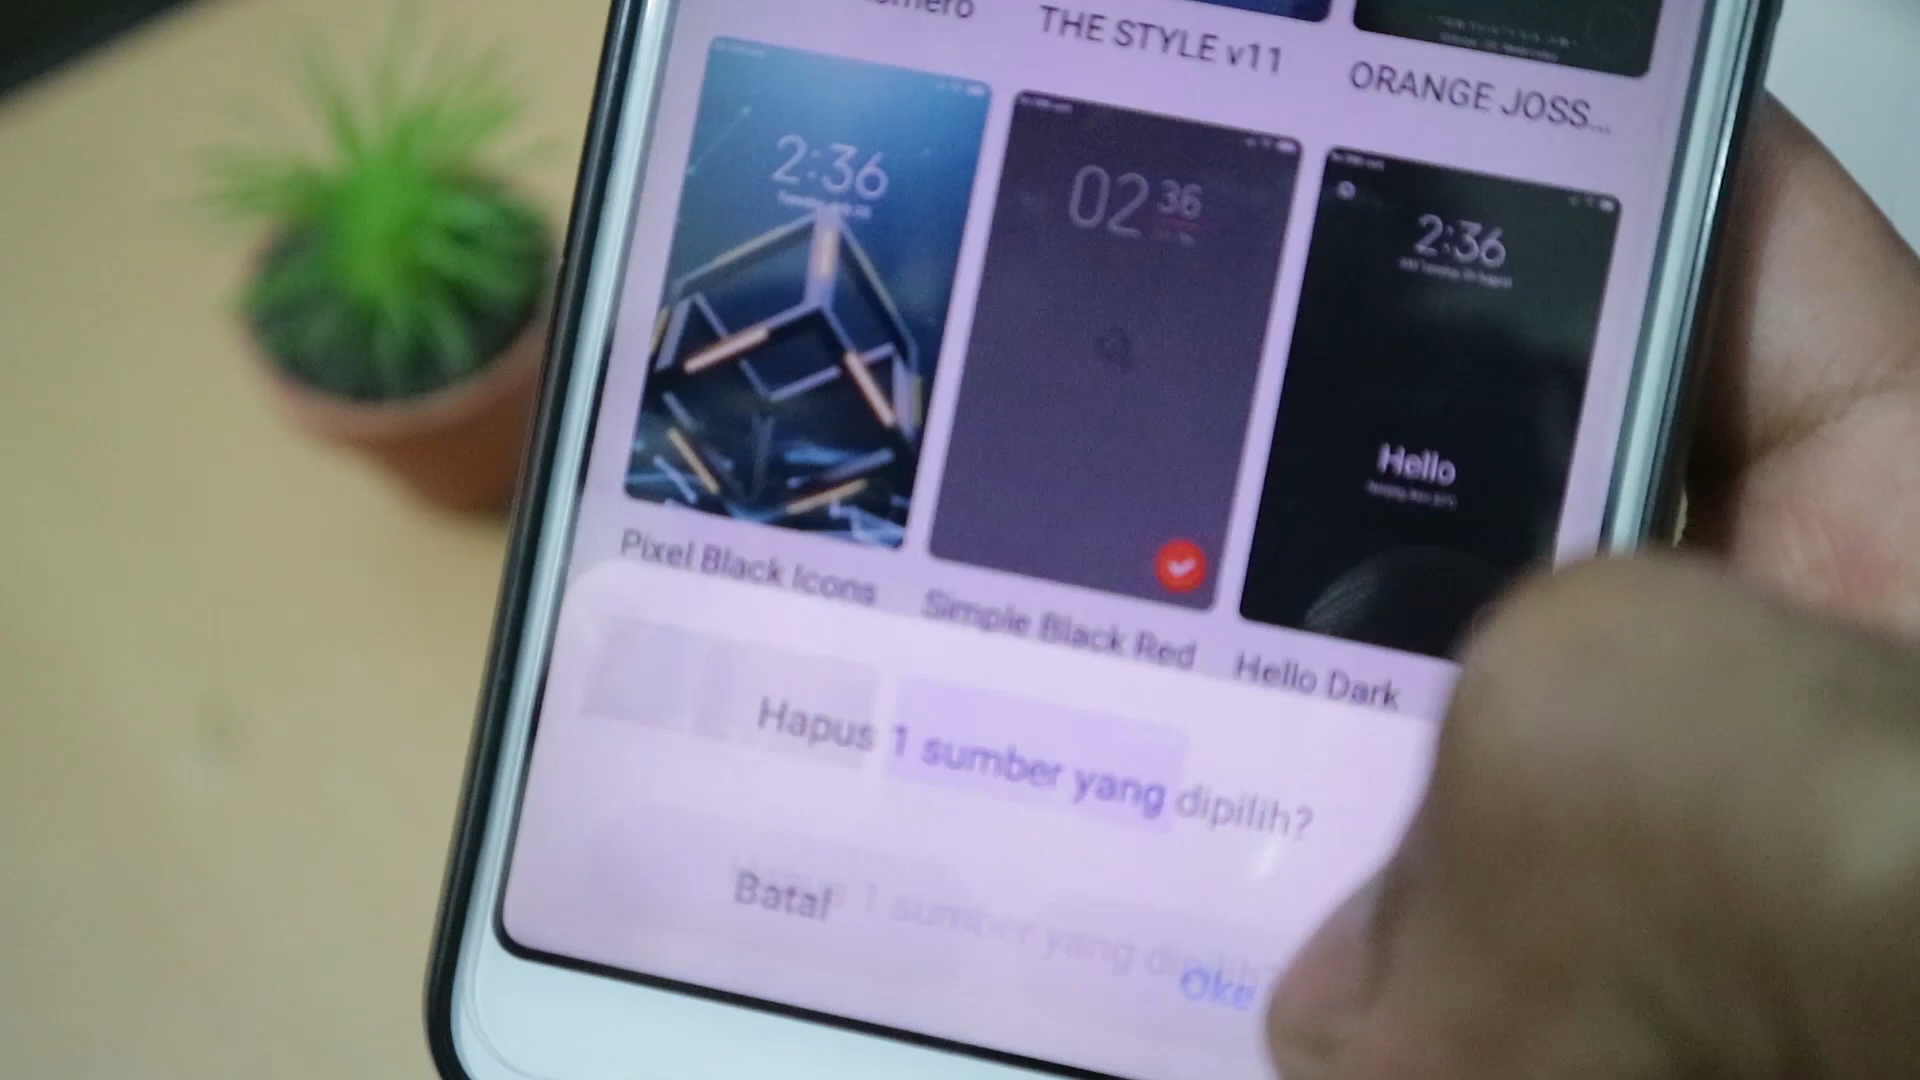 THE STYLE v11
ORANGE JOSS...
2:36
02 36
2:36
Hello
Pixel Black Icons
Simple Black Red
Hello Dark
Hapus 1 sumber yang dipilih?
Batal
Oke